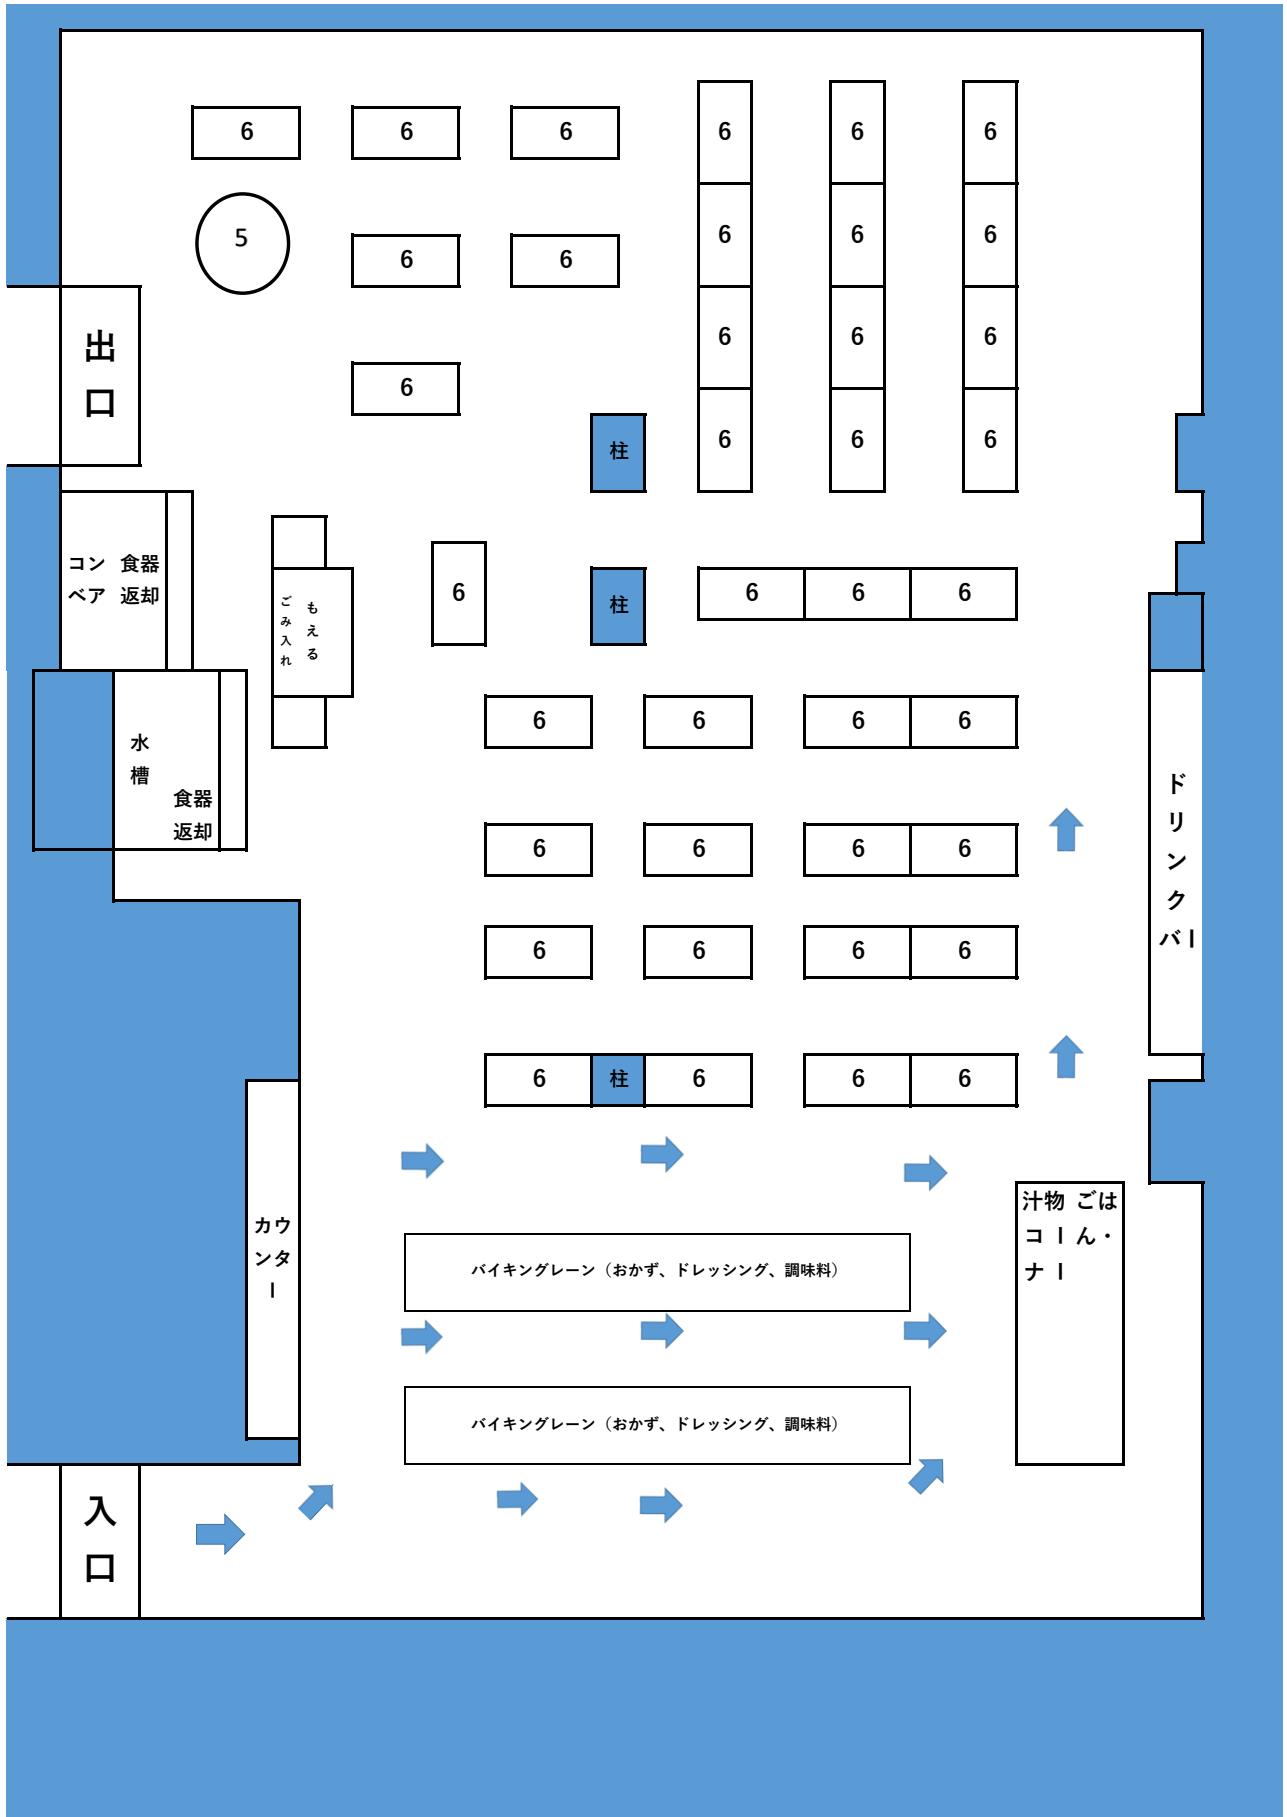 6 6 6 6 6 6
5 6 6 6 6 6
出
口
6 6 6
6 6 6 6
柱
コン
ベア
食器
返却
もえる
ごみ入れ
6
柱
6 6 6
水
槽
食器
返却
6 6 6 6
6 6 6 6
6 6 6 6
6 柱 6 6 6
ド
リ
ン
ク
バー
カウ
ンタ
ー
汁物
コー
ナー
ごは
ん・
バイキングレーン（おかず、ドレッシング、調味料）
バイキングレーン（おかず、ドレッシング、調味料）
入
口